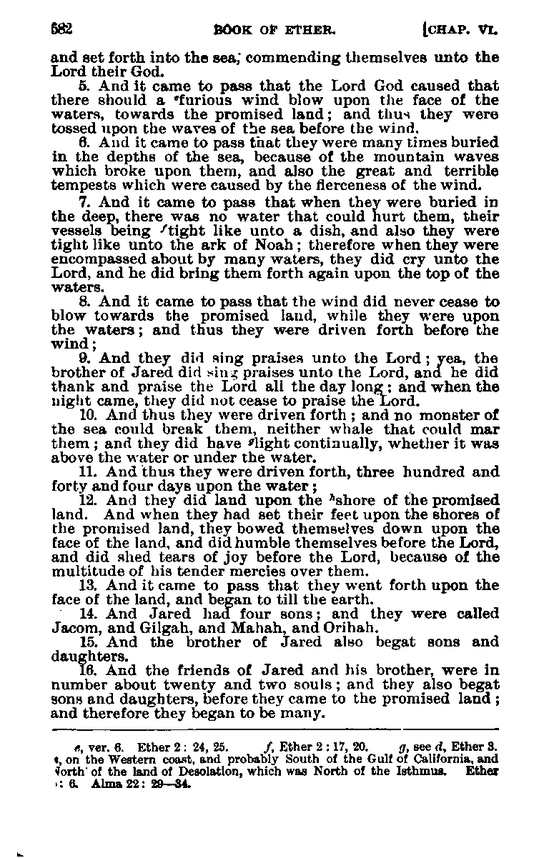 582 BOOK OF ETHER. [CHAP. VI.
and set forth into the sea, commending themselves unto the
Lord their God.
5. And it came to pass that the Lord God caused that
there should a ᵉfurious wind blow upon the face of the
waters, towards the promised land; and thus they were
tossed upon the waves of the sea before the wind.
6. And it came to pass that they were many times buried
in the depths of the sea, because of the mountain waves
which broke upon them, and also the great and terrible
tempests which were caused by the fierceness of the wind.
7. And it came to pass that when they were buried in
the deep, there was no water that could hurt them, their
vessels being ᶠtight like unto a dish, and also they were
tight like unto the ark of Noah; therefore when they were
encompassed about by many waters, they did cry unto the
Lord, and he did bring them forth again upon the top of the
waters.
8. And it came to pass that the wind did never cease to
blow towards the promised land, while they were upon
the waters; and thus they were driven forth before the
wind;
9. And they did sing praises unto the Lord; yea, the
brother of Jared did sing praises unto the Lord, and he did
thank and praise the Lord all the day long; and when the
night came, they did not cease to praise the Lord.
10. And thus they were driven forth; and no monster of
the sea could break them, neither whale that could mar
them; and they did have ᵍlight continually, whether it was
above the water or under the water.
11. And thus they were driven forth, three hundred and
forty and four days upon the water;
12. And they did land upon the ʰshore of the promised
land. And when they had set their feet upon the shores of
the promised land, they bowed themselves down upon the
face of the land, and did humble themselves before the Lord,
and did shed tears of joy before the Lord, because of the
multitude of his tender mercies over them.
13. And it came to pass that they went forth upon the
face of the land, and began to till the earth.
14. And Jared had four sons; and they were called
Jacom, and Gilgah, and Mahah, and Orihah.
15. And the brother of Jared also begat sons and
daughters.
16. And the friends of Jared and his brother, were in
number about twenty and two souls; and they also begat
sons and daughters, before they came to the promised land;
and therefore they began to be many.
e, ver. 6. Ether 2: 24, 25. f, Ether 2: 17, 20. g, see d, Ether 3.
on the Western coast, and probably South of the Gulf of California, and
North of the land of Desolation, which was North of the Isthmus. Ether
: 6. Alma 22: 29—34.